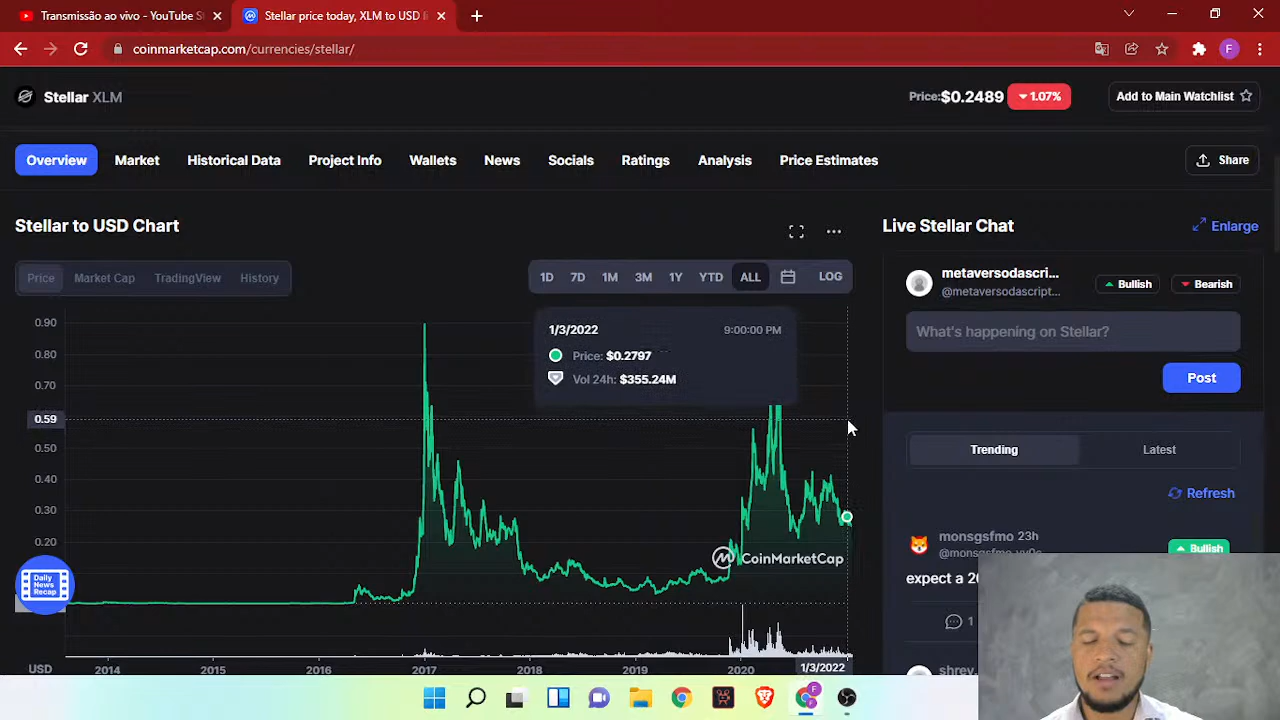 Transmissão ao vivo - YouTube S
Stellar price today, XLM to USD li
coinmarketcap.com/currencies/stellar/
F
Stellar XLM
Price:$0.2489
1.07%
Add to Main Watchlist
Overview
Market
Historical Data
Project Info
Wallets
News
Socials
Ratings
Analysis
Price Estimates
Share
Stellar to USD Chart
Price
Market Cap
TradingView
History
1D
7D
1M
3M
1Y
YTD
ALL
LOG
0.90
0.80
0.70
0.59
0.50
0.40
0.30
0.20
1/3/2022
9:00:00 PM
Price: $0.2797
Vol 24h: $355.24M
CoinMarketCap
USD
2014
2015
2016
2017
2018
2019
2020
1/3/2022
Daily
News
Recap
Live Stellar Chat
Enlarge
metaversodascri...
@metaversodascript...
Bullish
Bearish
What's happening on Stellar?
Post
Trending
Latest
Refresh
monsgsfmo 23h
Bullish
expect a 20
1
shrey
F